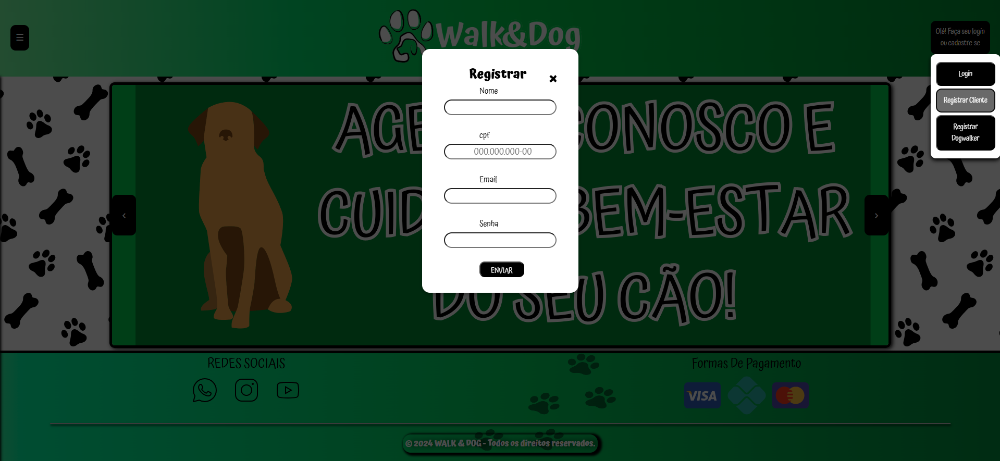 ☰
Walk&Dog
Olá! Faça seu login
ou cadastre-se
Login
Registrar Cliente
Registrar
Dogwalker
Registrar
Nome
cpf
000.000.000-00
Email
Senha
ENVIAR
AGE CONOSCO E
CUID BEM-ESTAR
DO SEU CÃO!
REDES SOCIAIS
Formas De Pagamento
VISA
© 2024 WALK & DOG - Todos os direitos reservados.